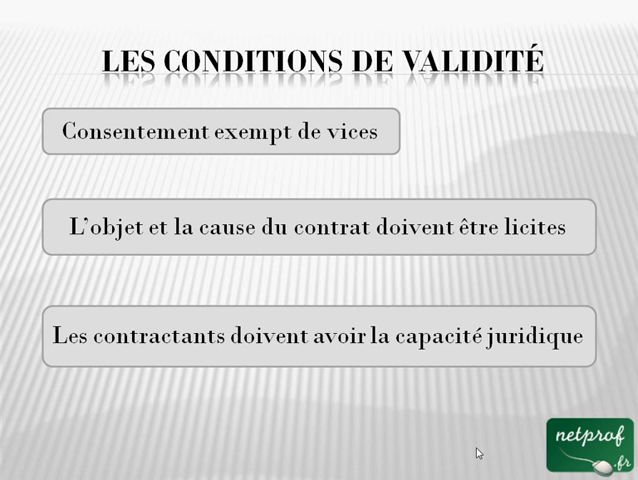 LES CONDITIONS DE VALIDITÉ
Consentement exempt de vices
L'objet et la cause du contrat doivent être licites
Les contractants doivent avoir la capacité juridique
netprof
.fr